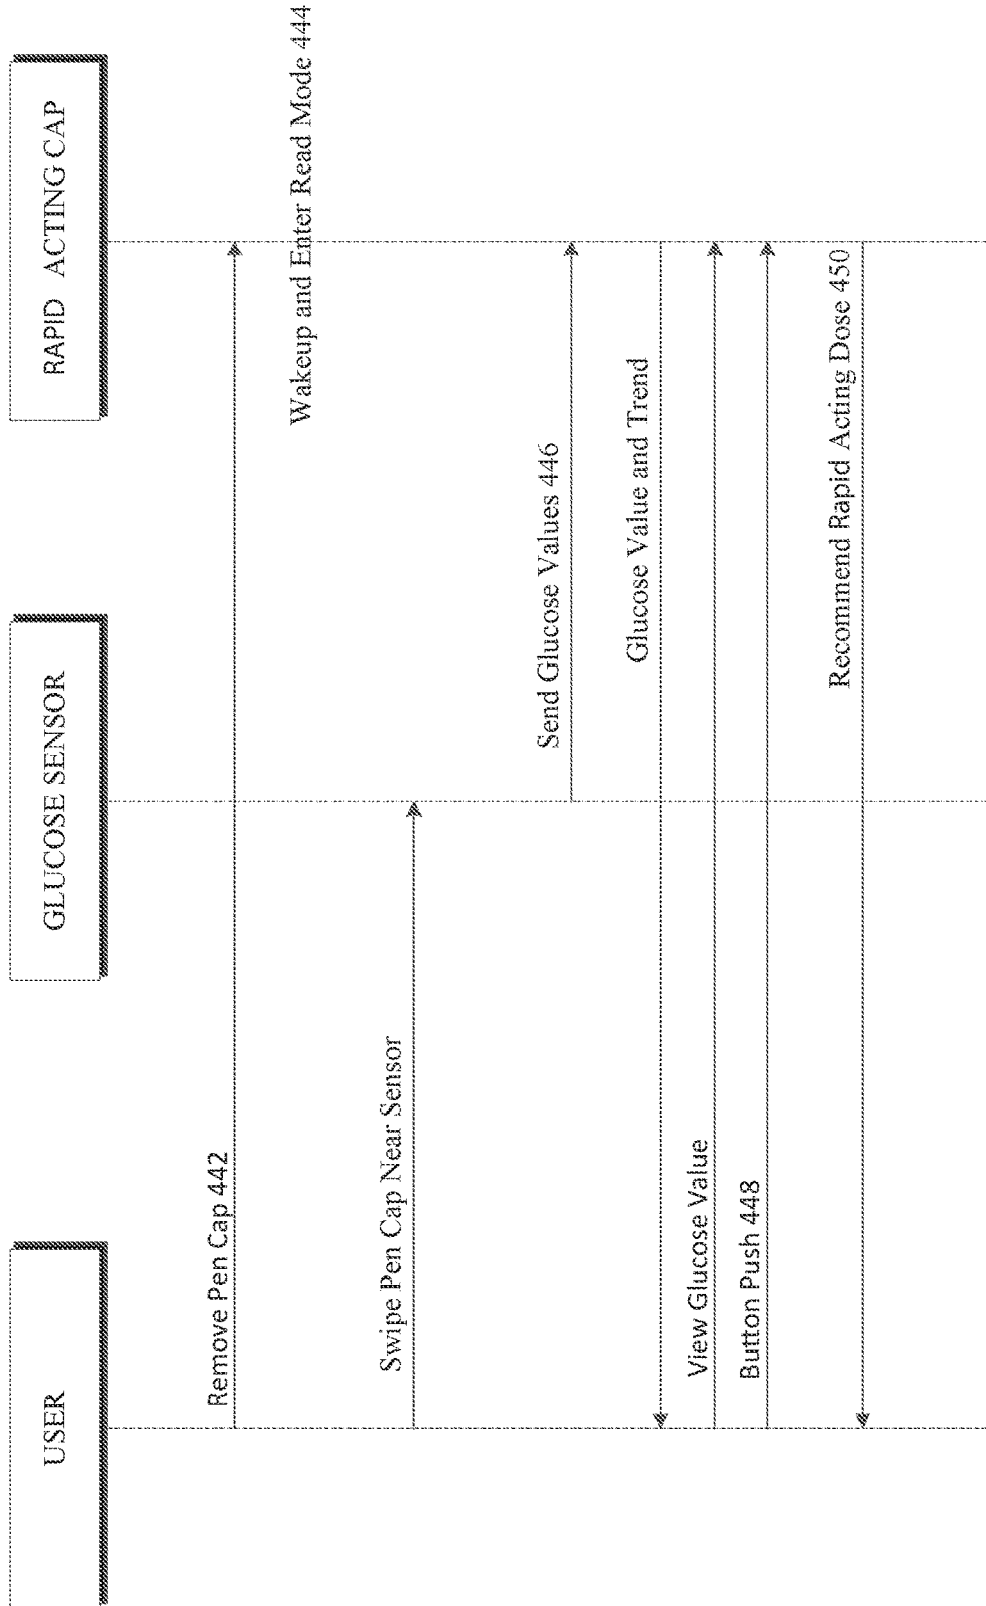 USER
GLUCOSE SENSOR
RAPID ACTING CAP
Remove Pen Cap 442
Wakeup and Enter Read Mode 444
Swipe Pen Cap Near Sensor
Send Glucose Values 446
Glucose Value and Trend
View Glucose Value
Button Push 448
Recommend Rapid Acting Dose 450